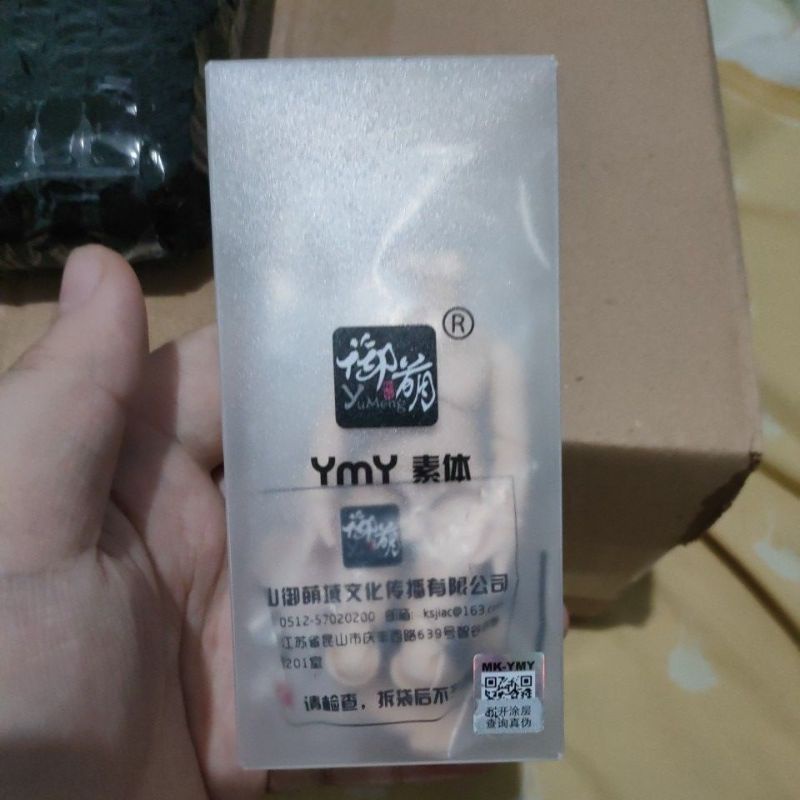 御萌
®
YuMeng
YMY 素体
御萌
山御萌域文化传播有限公司
0512-57020200 邮箱: ksjiac@163.co
江苏省昆山市庆丰西路639号智谷
201室
请检查，拆袋后不
MK-YMY
扒开涂层
查询真伪